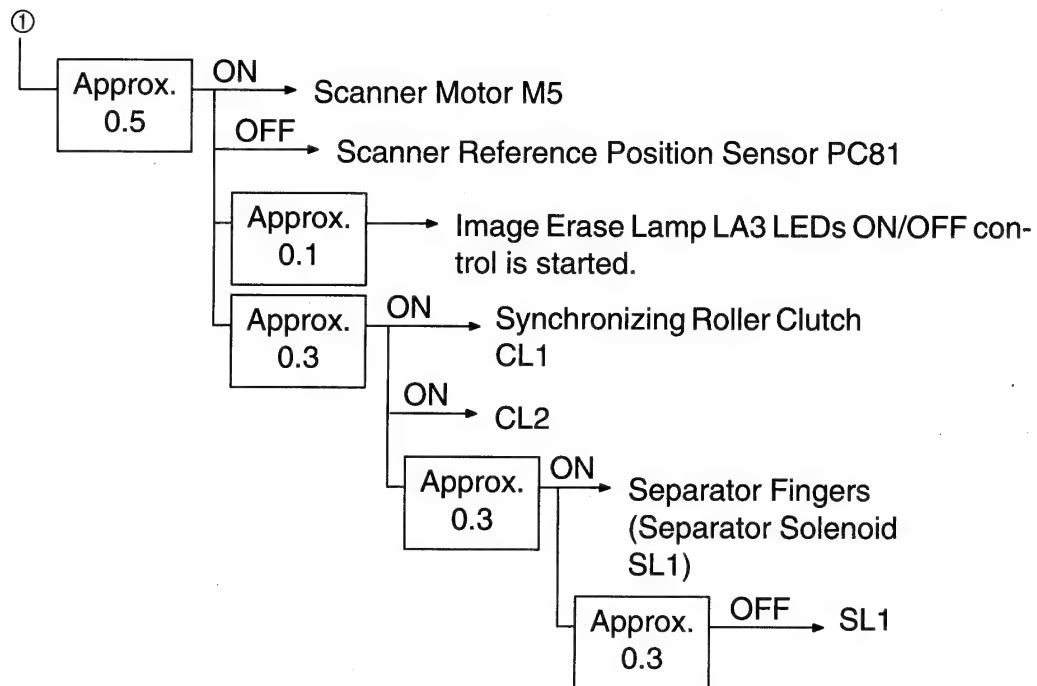 ①
Approx.
0.5
ON
Scanner Motor M5
OFF
Scanner Reference Position Sensor PC81
Approx.
0.1
Image Erase Lamp LA3 LEDs ON/OFF con-
trol is started.
Approx.
0.3
ON
Synchronizing Roller Clutch
CL1
ON
CL2
Approx.
0.3
ON
Separator Fingers
(Separator Solenoid
SL1)
Approx.
0.3
OFF
SL1